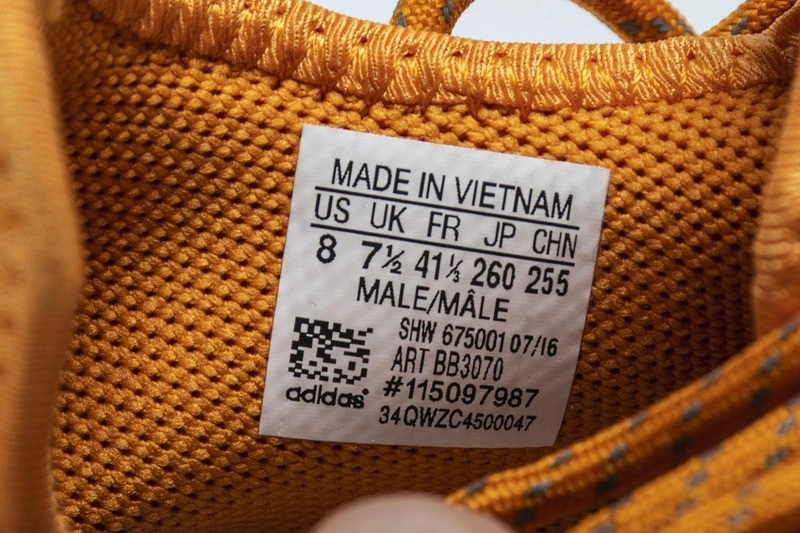 MADE IN VIETNAM
US UK FR JP CHN
8 7½ 41⅓ 260 255
MALE/MÂLE
SHW 675001 07/16
ART BB3070
#115097987
adidas
34QWZC4500047